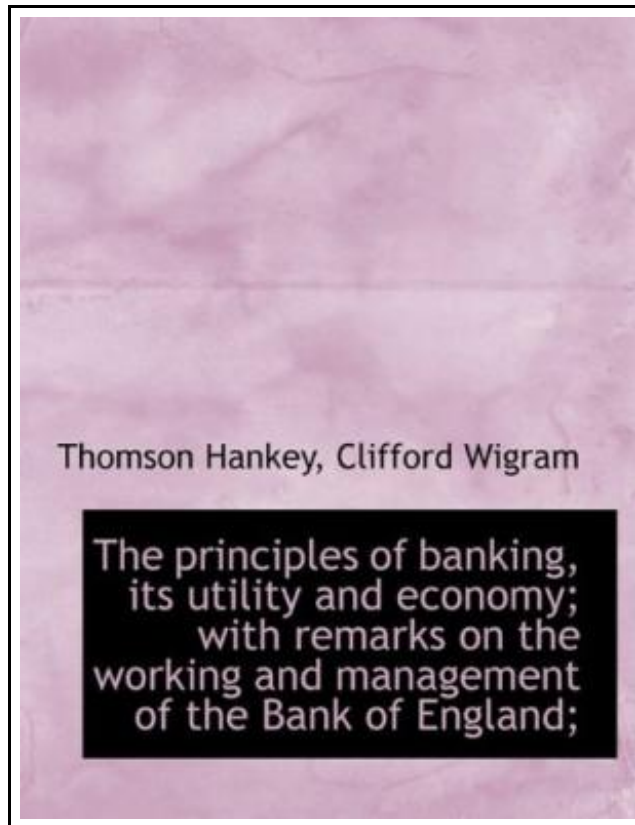 Thomson Hankey, Clifford Wigram
The principles of banking,
its utility and economy;
with remarks on the
working and management
of the Bank of England;